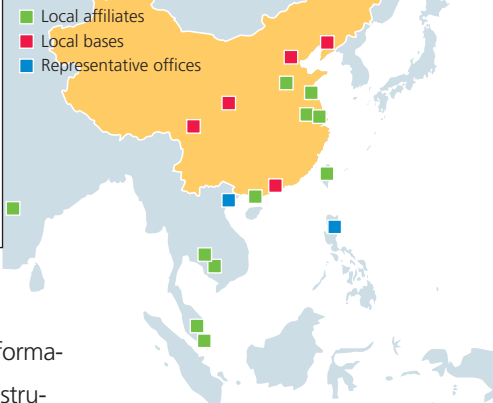 Local affiliates
Local bases
Representative offices
forma-
stru-